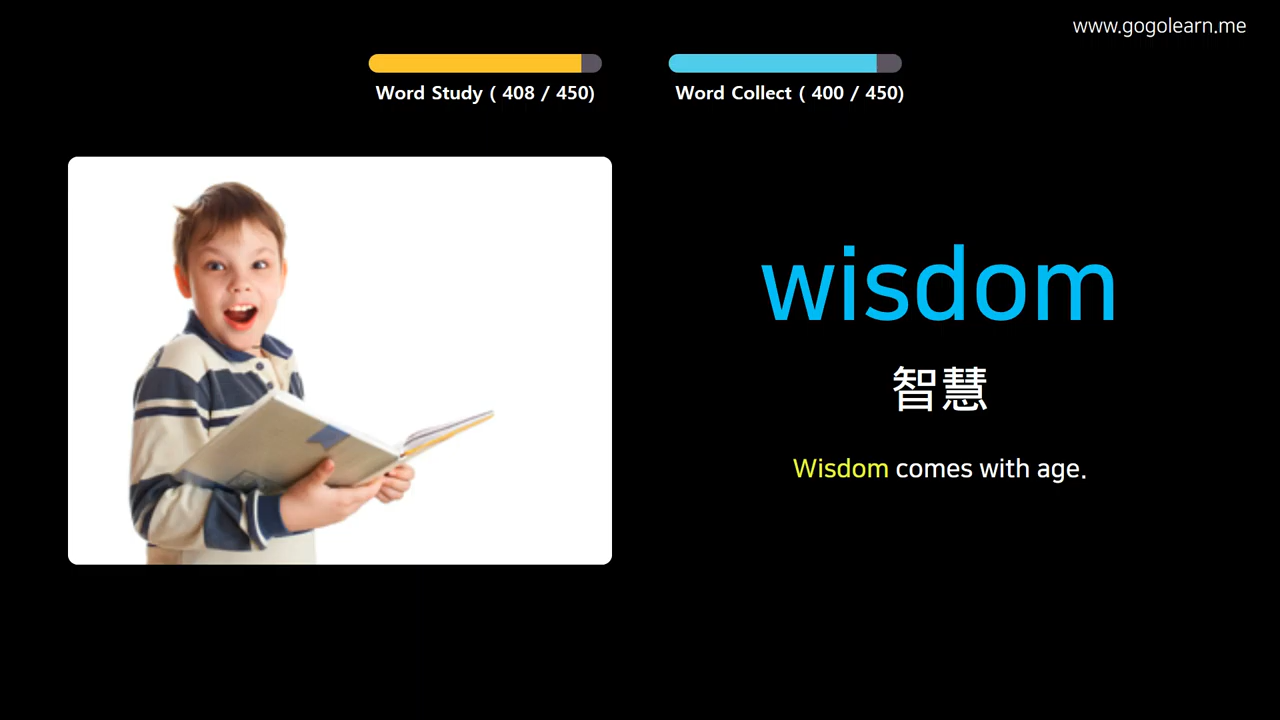 www.gogolearn.me
Word Study ( 408 / 450)
Word Collect ( 400 / 450)
wisdom
智慧
Wisdom comes with age.